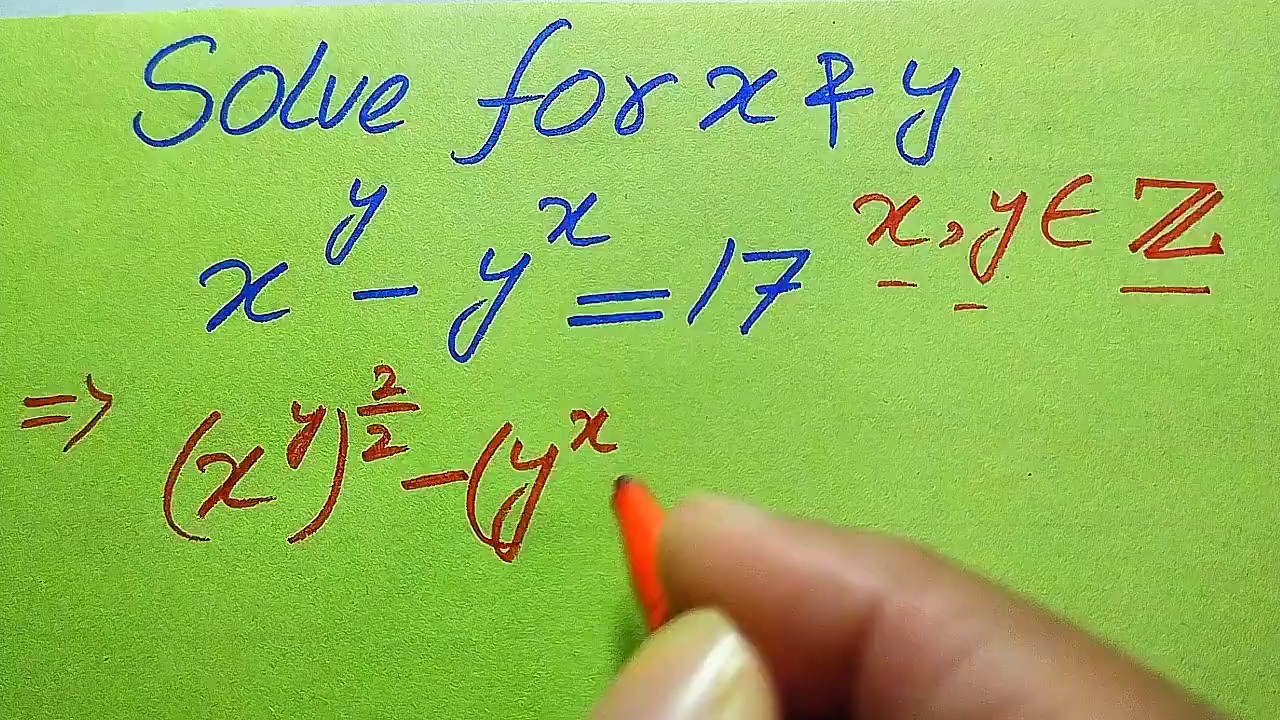 Solve for x & y
x^y - y^x = 17 x, y ∈ ℤ
⇒ (x^y)^(2/2) - (y^x